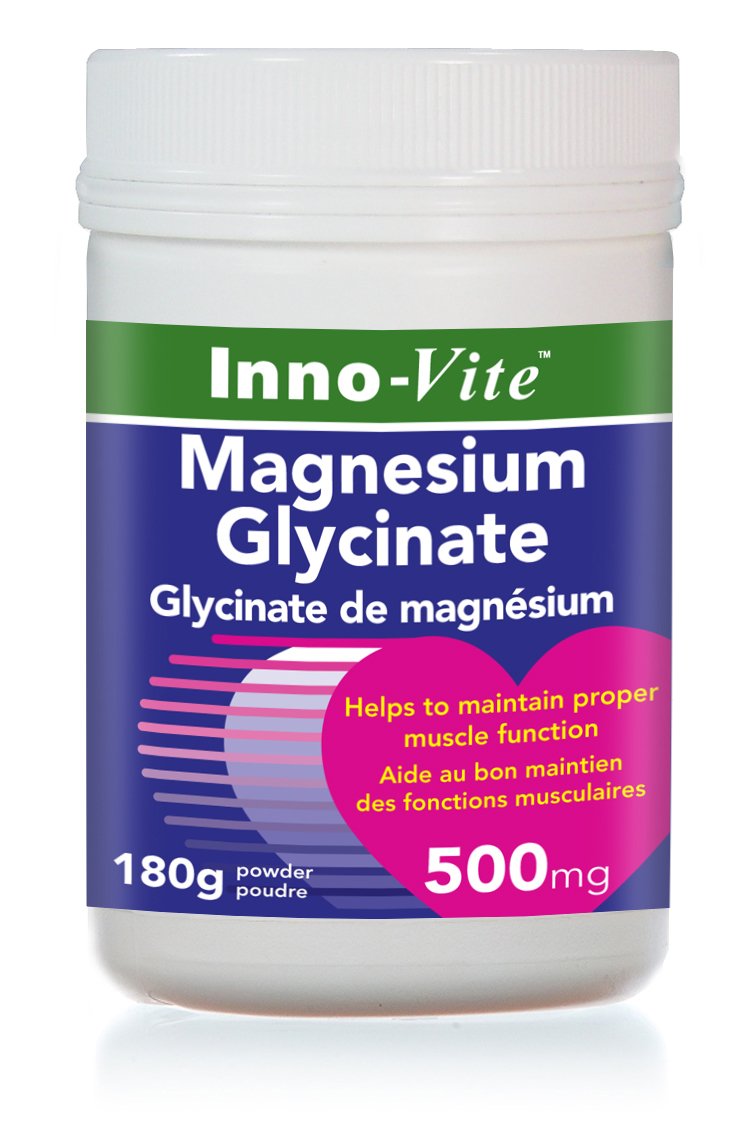 Inno-Vite™
Magnesium
Glycinate
Glycinate de magnésium
Helps to maintain proper
muscle function
Aide au bon maintien
des fonctions musculaires
180g powder
poudre
500mg